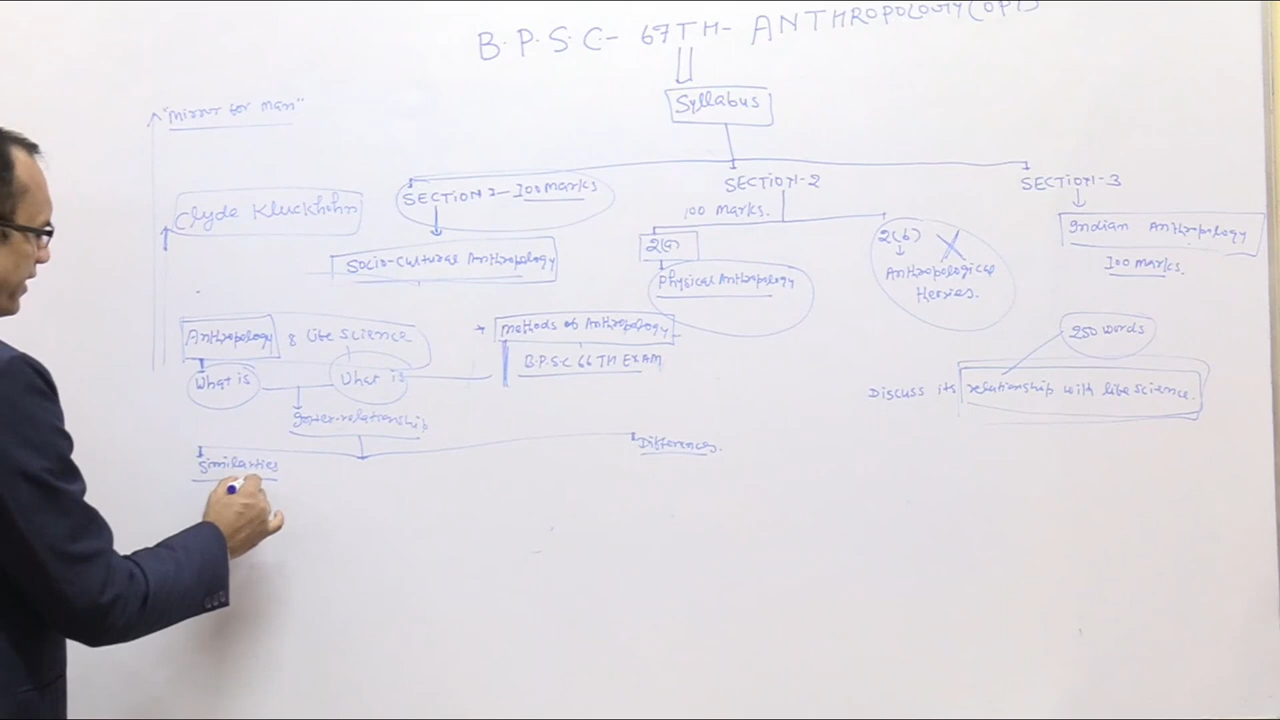 B.P.S.C- 67TH- ANTHROPOLOGY(OPT)
Syllabus
"Mirror for Man"
Clyde Kluckhohn
SECTION 1 - 100 Marks
Socio-Cultural Anthropology
SECTION-2
100 Marks.
2(a)
Physical Anthropology
2(b)
Anthropological
Theories.
SECTION-3
Indian Anthropology
100 Marks.
Anthropology & life science
What is
What is
Inter-relationship
Similarties
Differences.
Methods of Anthropology
B.P.S.C 66TH EXAM
250 words
Discuss its relationship with life science.